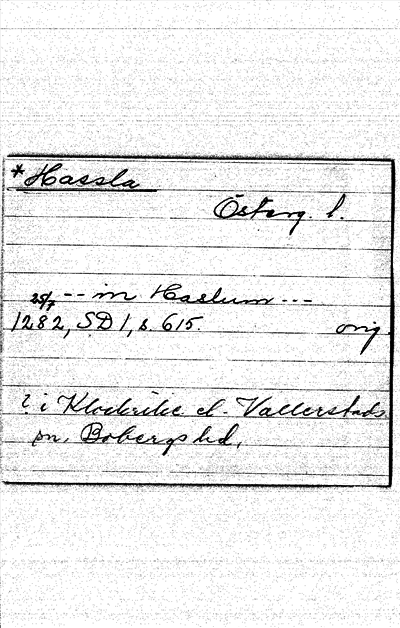 *Hassla
Österg. l.
25/7 -- in Haslum ---
1282, SD 1, s. 615. orig.
? i Klockrike el. Vallerstads
sn, Bobergs hd.